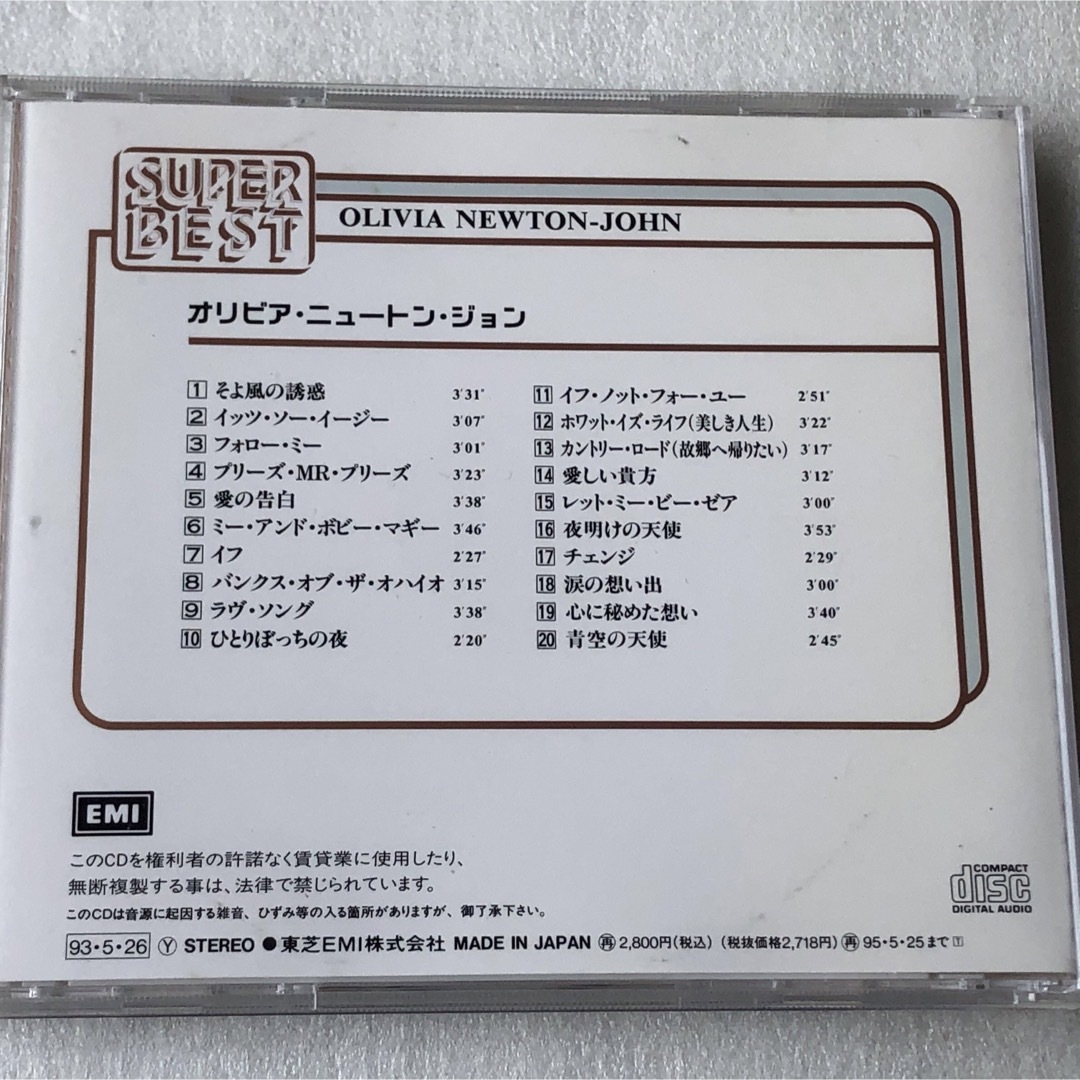 SUPER
BEST
OLIVIA NEWTON-JOHN
オリビア・ニュートン・ジョン
1 そよ風の誘惑 3'31"
2 イッツ・ソー・イージー 3'07"
3 フォロー・ミー 3'01"
4 プリーズ・MR・プリーズ 3'23"
5 愛の告白 3'38"
6 ミー・アンド・ボビー・マギー 3'46"
7 イフ 2'27"
8 バンクス・オブ・ザ・オハイオ 3'15"
9 ラヴ・ソング 3'38"
10 ひとりぼっちの夜 2'20"
11 イフ・ノット・フォー・ユー 2'51"
12 ホワット・イズ・ライフ(美しき人生) 3'22"
13 カントリー・ロード(故郷へ帰りたい) 3'17"
14 愛しい貴方 3'12"
15 レット・ミー・ビー・ゼア 3'00"
16 夜明けの天使 3'53"
17 チェンジ 2'29"
18 涙の想い出 3'00"
19 心に秘めた想い 3'40"
20 青空の天使 2'45"
EMI
このCDを権利者の許諾なく賃貸業に使用したり、
無断複製する事は、法律で禁じられています。
このCDは音源に起因する雑音、ひずみ等の入る箇所がありますが、御了承下さい。
COMPACT
disc
DIGITAL AUDIO
93・5・26 Ⓨ STEREO ●東芝EMI株式会社 MADE IN JAPAN ㊢2,800円(税込) (税抜価格2,718円) ㊢95・5・25まで Y